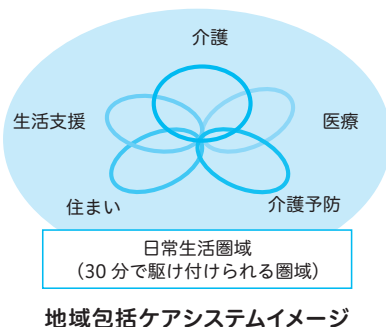 介護
生活支援
医療
住まい
介護予防
日常生活圏域
（30 分で駆け付けられる圏域）
地域包括ケアシステムイメージ